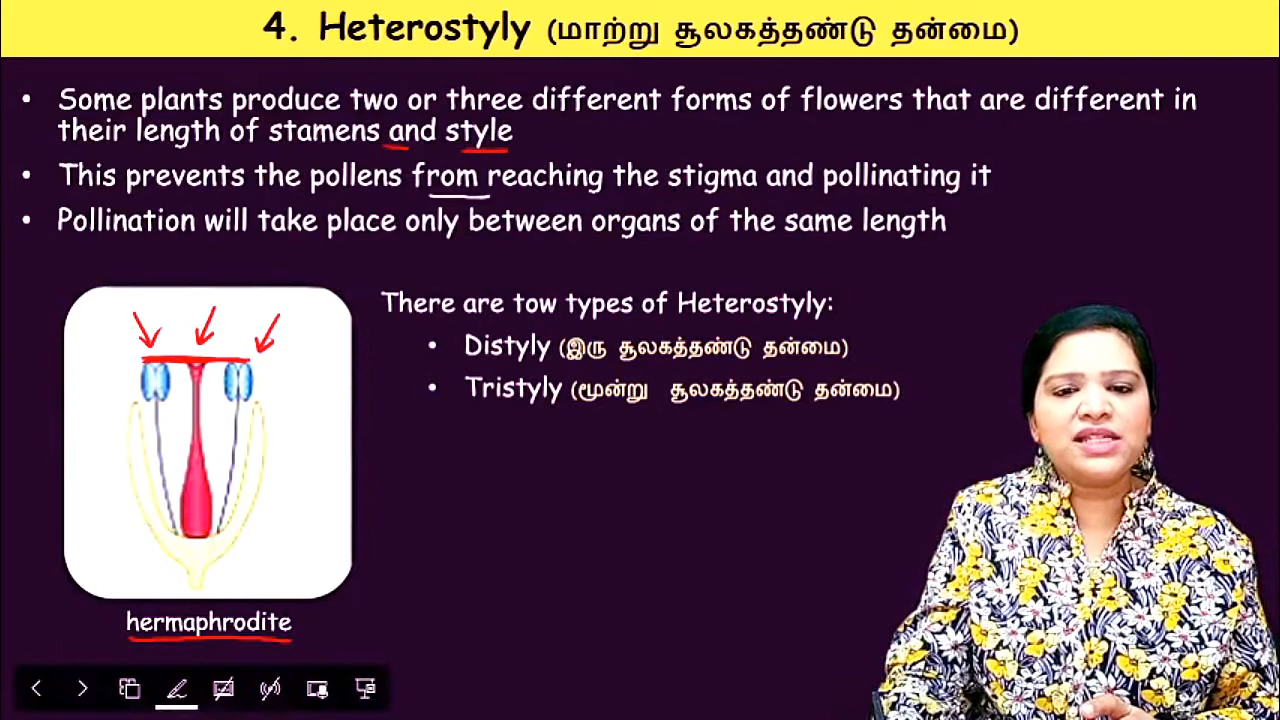 4. Heterostyly (மாற்று சூலகத்தண்டு தன்மை)
• Some plants produce two or three different forms of flowers that are different in
their length of stamens and style
• This prevents the pollens from reaching the stigma and pollinating it
• Pollination will take place only between organs of the same length
There are tow types of Heterostyly:
• Distyly (இரு சூலகத்தண்டு தன்மை)
• Tristyly (மூன்று சூலகத்தண்டு தன்மை)
hermaphrodite